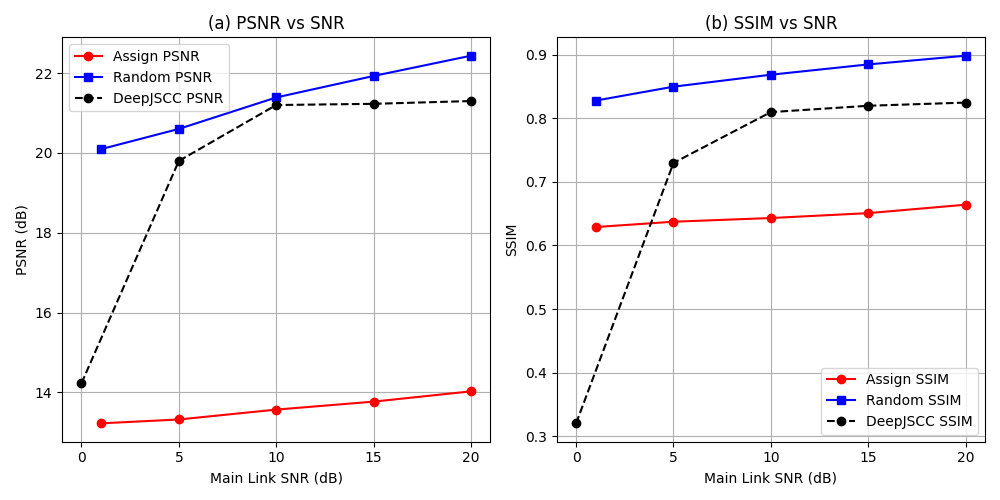 (a) PSNR vs SNR
Assign PSNR
Random PSNR
DeepJSCC PSNR
PSNR (dB)
22
20
18
16
14
0 5 10 15 20
Main Link SNR (dB)
(b) SSIM vs SNR
SSIM
0.9
0.8
0.7
0.6
0.5
0.4
0.3
Assign SSIM
Random SSIM
DeepJSCC SSIM
0 5 10 15 20
Main Link SNR (dB)